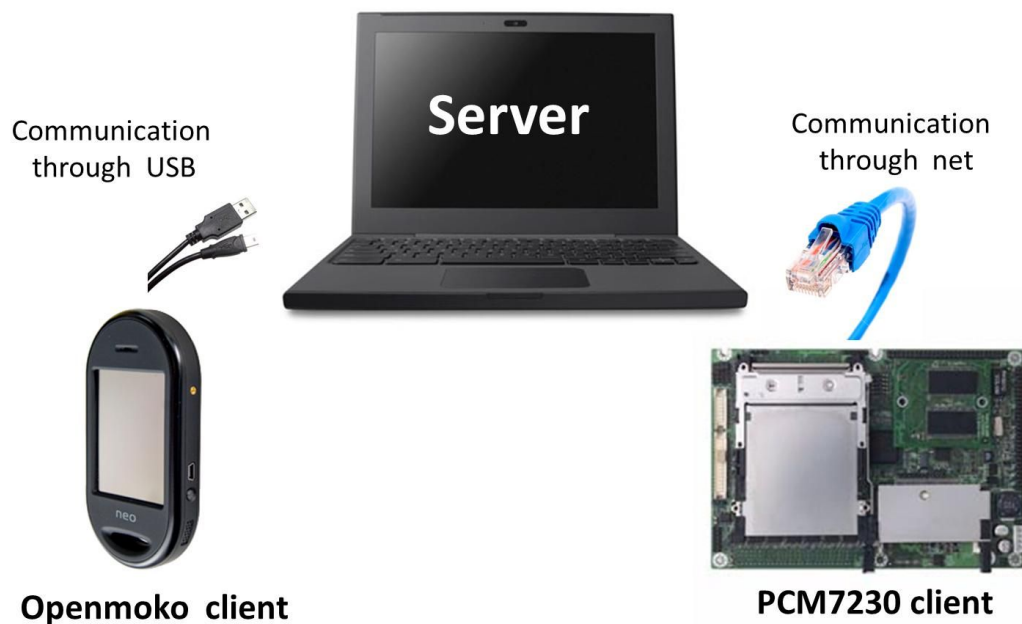 Server
Communication
through USB
Communication
through net
neo
Openmoko client
PCM7230 client